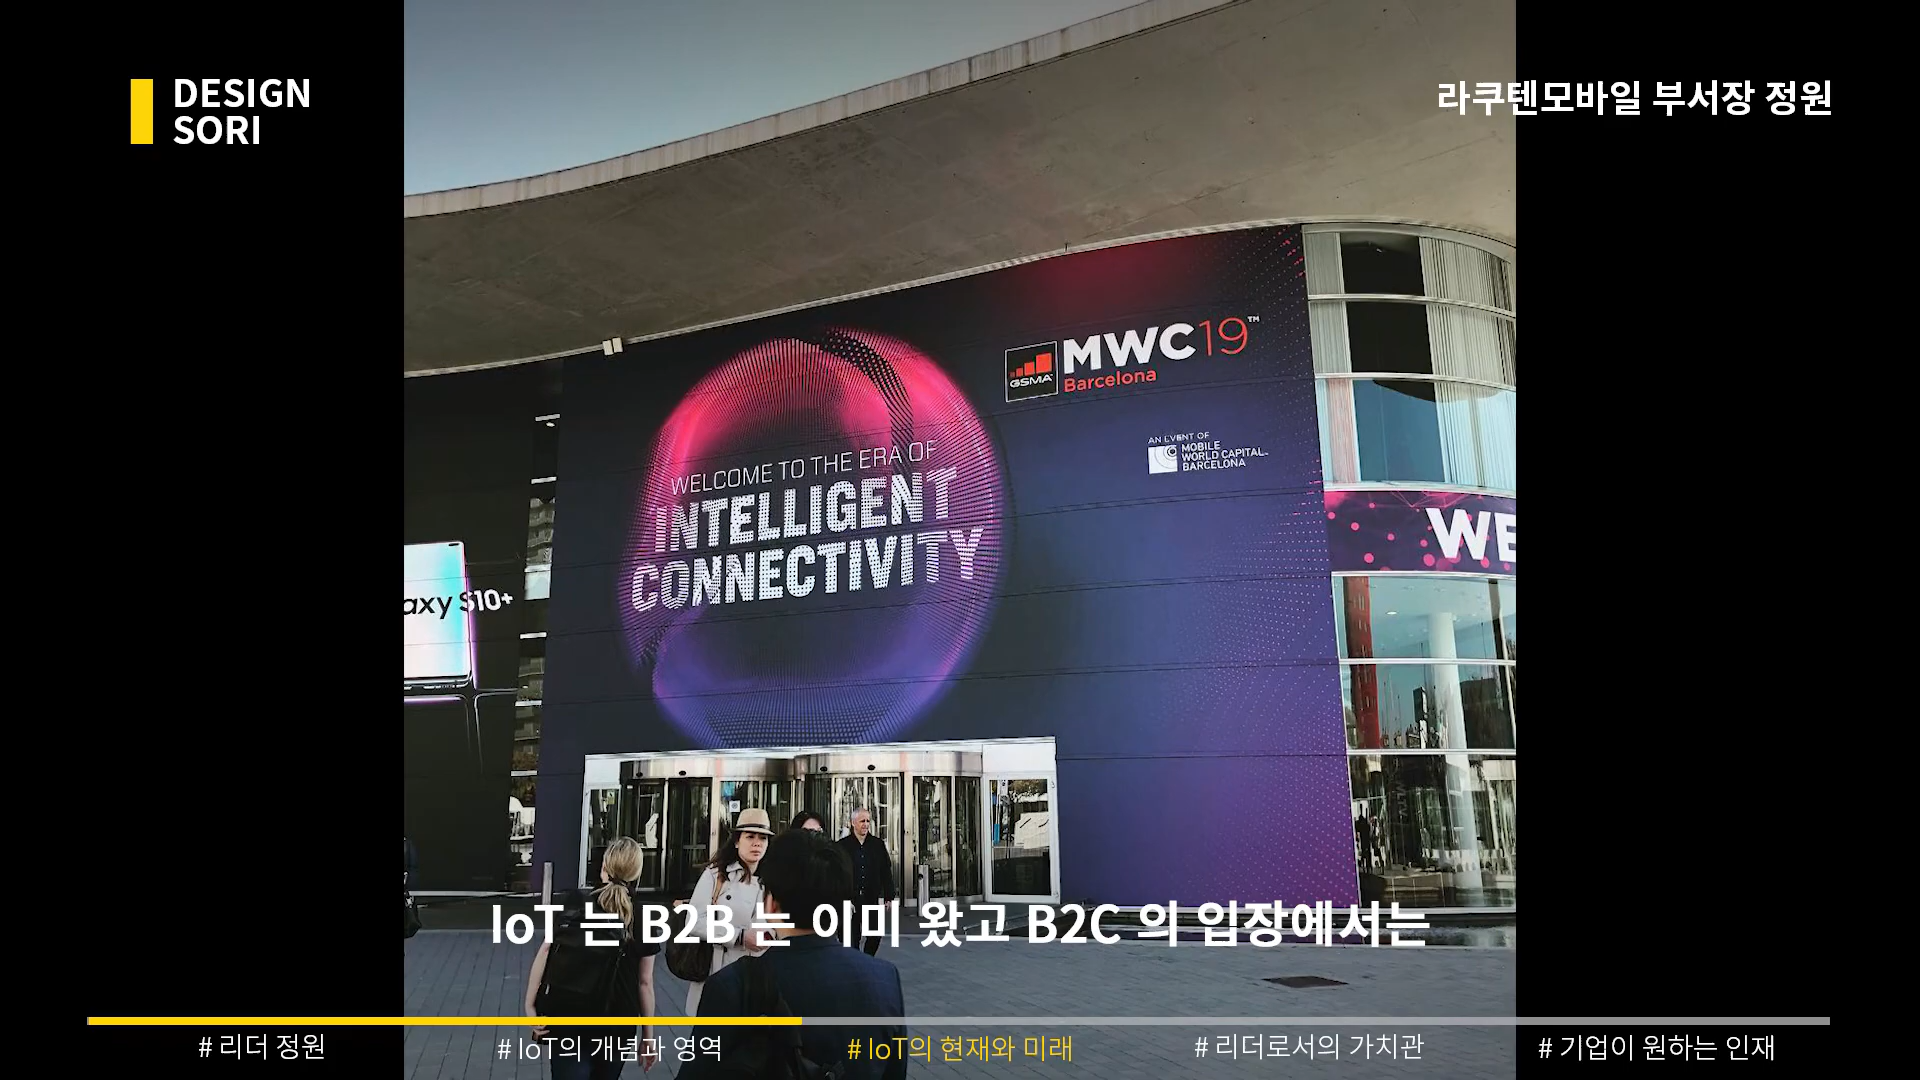 DESIGN
SORI
라쿠텐모바일 부서장 정원
MWC19™
Barcelona
GSMA
AN EVENT OF
MOBILE
WORLD CAPITAL
BARCELONA
WELCOME TO THE ERA OF
INTELLIGENT
CONNECTIVITY
WE
axy S10+
IoT 는 B2B 는 이미 왔고 B2C 의 입장에서는
# 리더 정원
# IoT의 개념과 영역
# IoT의 현재와 미래
# 리더로서의 가치관
# 기업이 원하는 인재